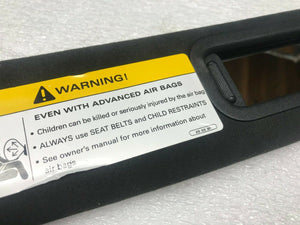 WARNING!
EVEN WITH ADVANCED AIR BAGS
• Children can be killed or seriously injured by the air bag
• ALWAYS use SEAT BELTS and CHILD RESTRAINTS
• See owner's manual for more information about
air bags